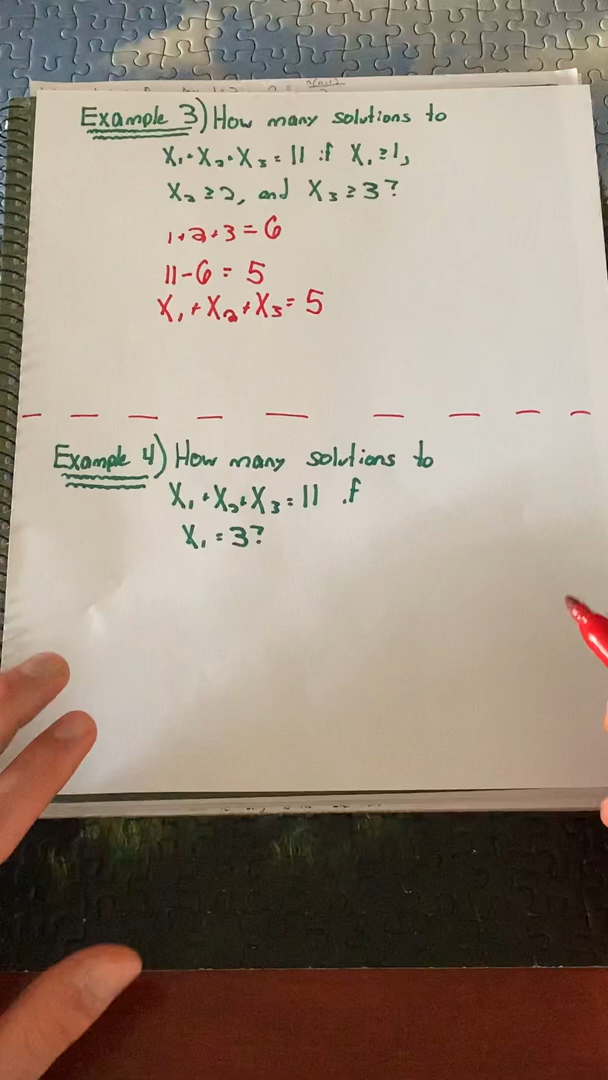 Example 3) How many solutions to
X₁+X₂+X₃=11 if X₁≥1,
X₂≥2, and X₃≥3?
1+2+3=6
11-6=5
X₁+X₂+X₃=5
Example 4) How many solutions to
X₁+X₂+X₃=11 if
X₁=3?